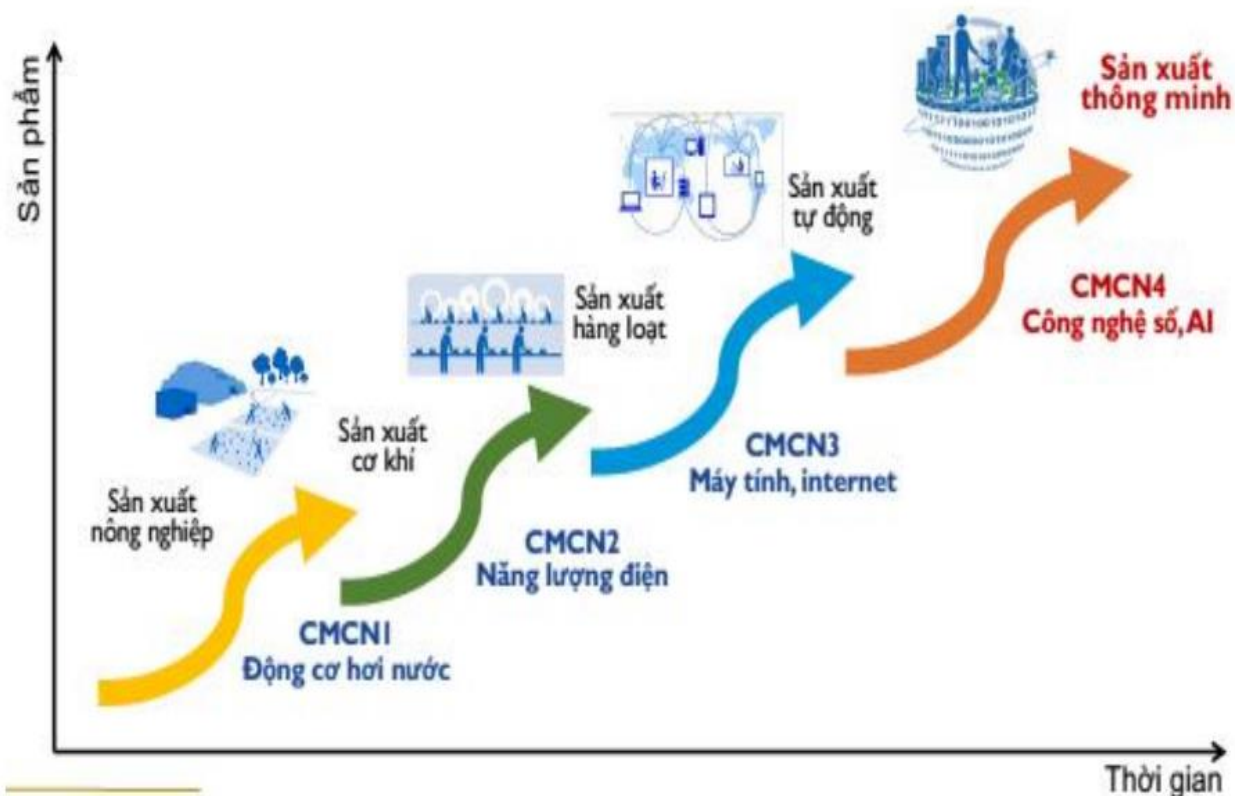 Sản phẩm
Sản xuất
thông minh
Sản xuất
tự động
CMCN4
Công nghệ số, AI
Sản xuất
hàng loạt
Sản xuất
cơ khí
CMCN3
Máy tính, internet
Sản xuất
nông nghiệp
CMCN2
Năng lượng điện
CMCN1
Động cơ hơi nước
Thời gian